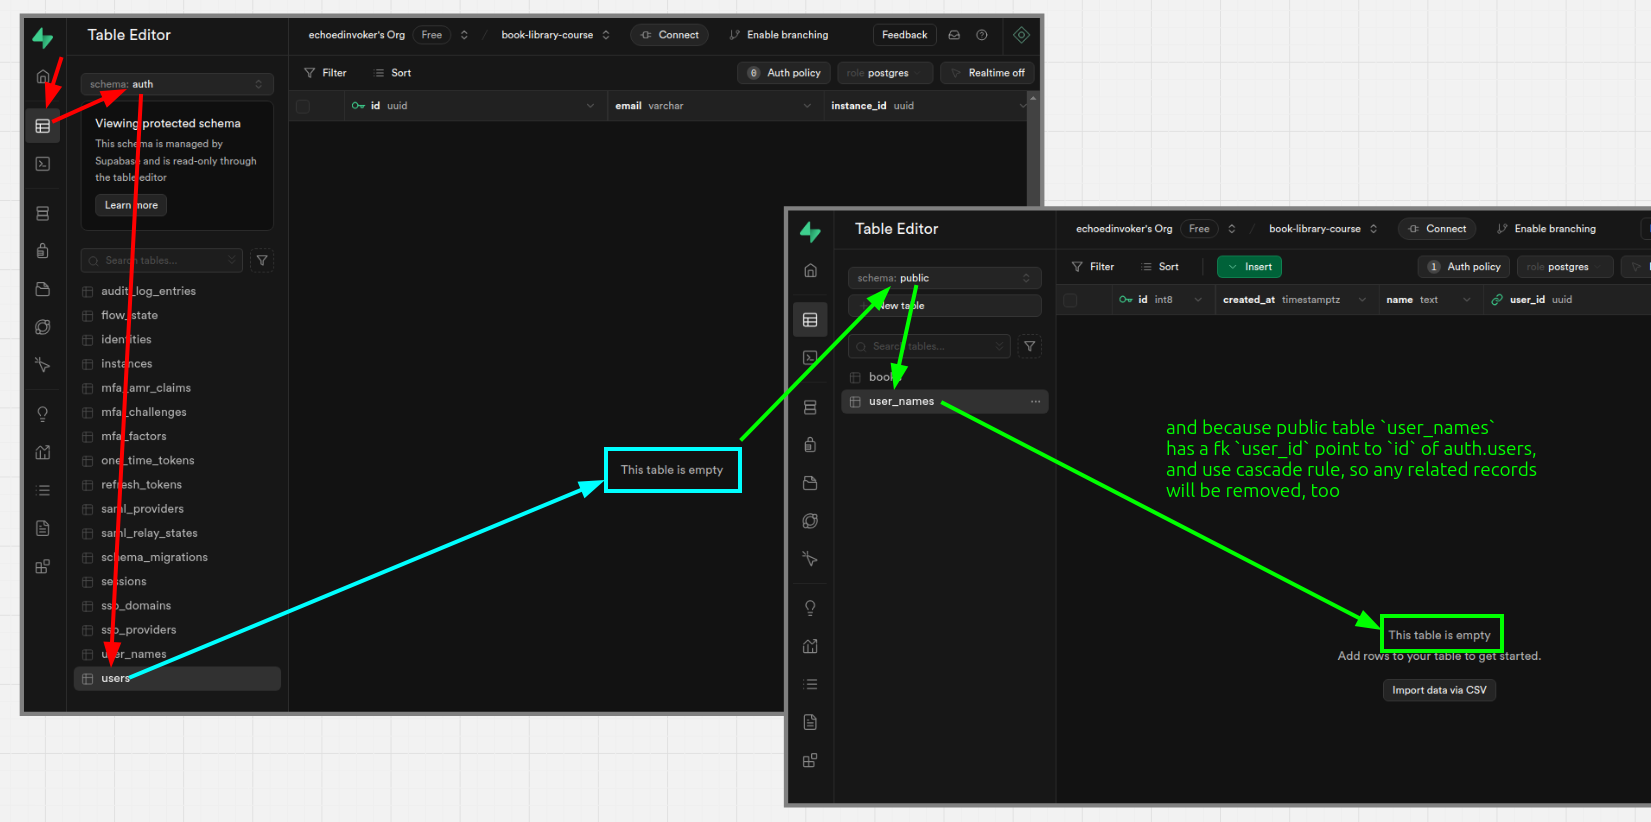 Table Editor
echoedinvoker's Org Free / book-library-course Connect Enable branching Feedback
schema: auth
Filter Sort 0 Auth policy role postgres Realtime off
id uuid email varchar instance_id uuid
Viewing protected schema
This schema is managed by
Supabase and is read-only through
the table editor
Learn more
Search tables...
audit_log_entries
flow_state
identities
instances
mfa_amr_claims
mfa_challenges
mfa_factors
one_time_tokens
refresh_tokens
saml_providers
saml_relay_states
schema_migrations
sessions
sso_domains
sso_providers
user_names
users
This table is empty
Table Editor
echoedinvoker's Org Free / book-library-course Connect Enable branching
schema: public
New table
Filter Sort Insert 1 Auth policy role postgres
id int8 created_at timestamptz name text user_id uuid
Search tables...
books
user_names
and because public table `user_names`
has a fk `user_id` point to `id` of auth.users,
and use cascade rule, so any related records
will be removed, too
This table is empty
Add rows to your table to get started.
Import data via CSV